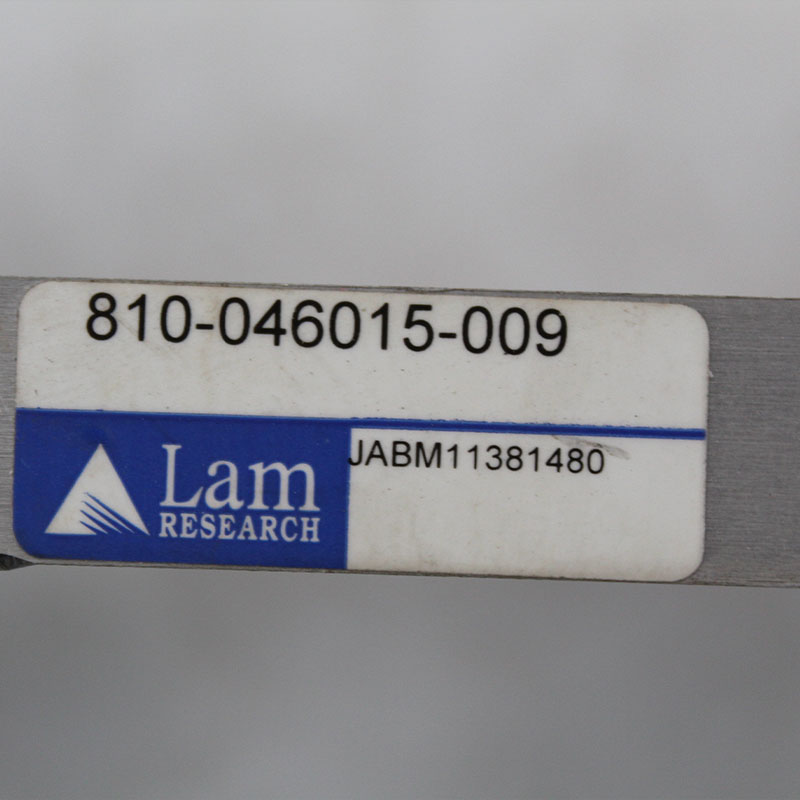 810-046015-009
JABM11381480
Lam
RESEARCH